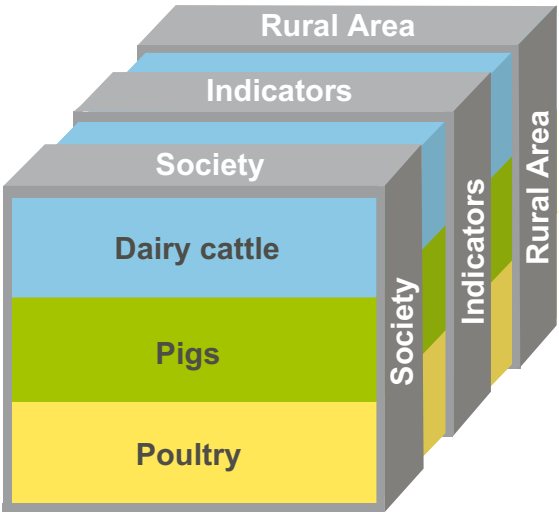 Rural Area
Indicators
Society
Dairy cattle
Pigs
Poultry
Society
Indicators
Rural Area